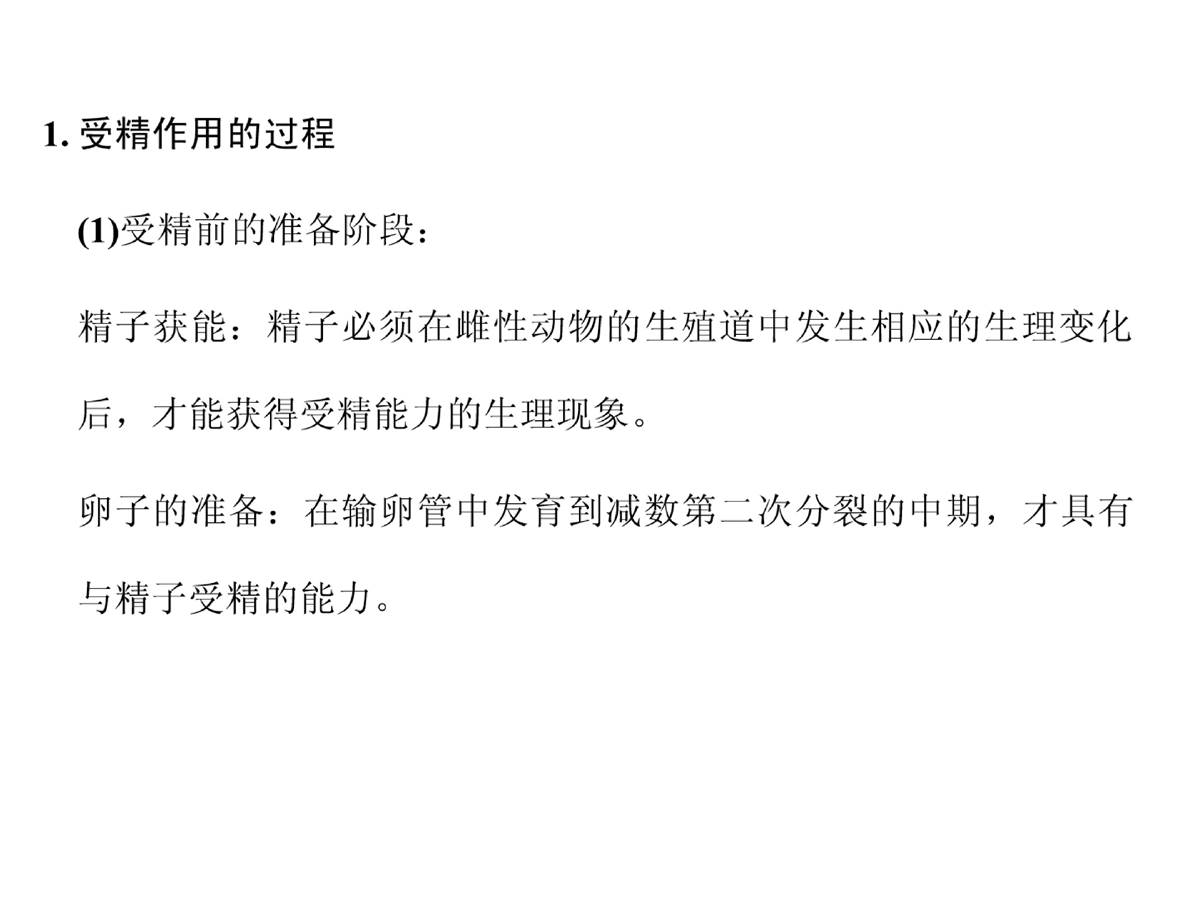 1. 受精作用的过程
(1)受精前的准备阶段：
精子获能：精子必须在雌性动物的生殖道中发生相应的生理变化
后，才能获得受精能力的生理现象。
卵子的准备：在输卵管中发育到减数第二次分裂的中期，才具有
与精子受精的能力。